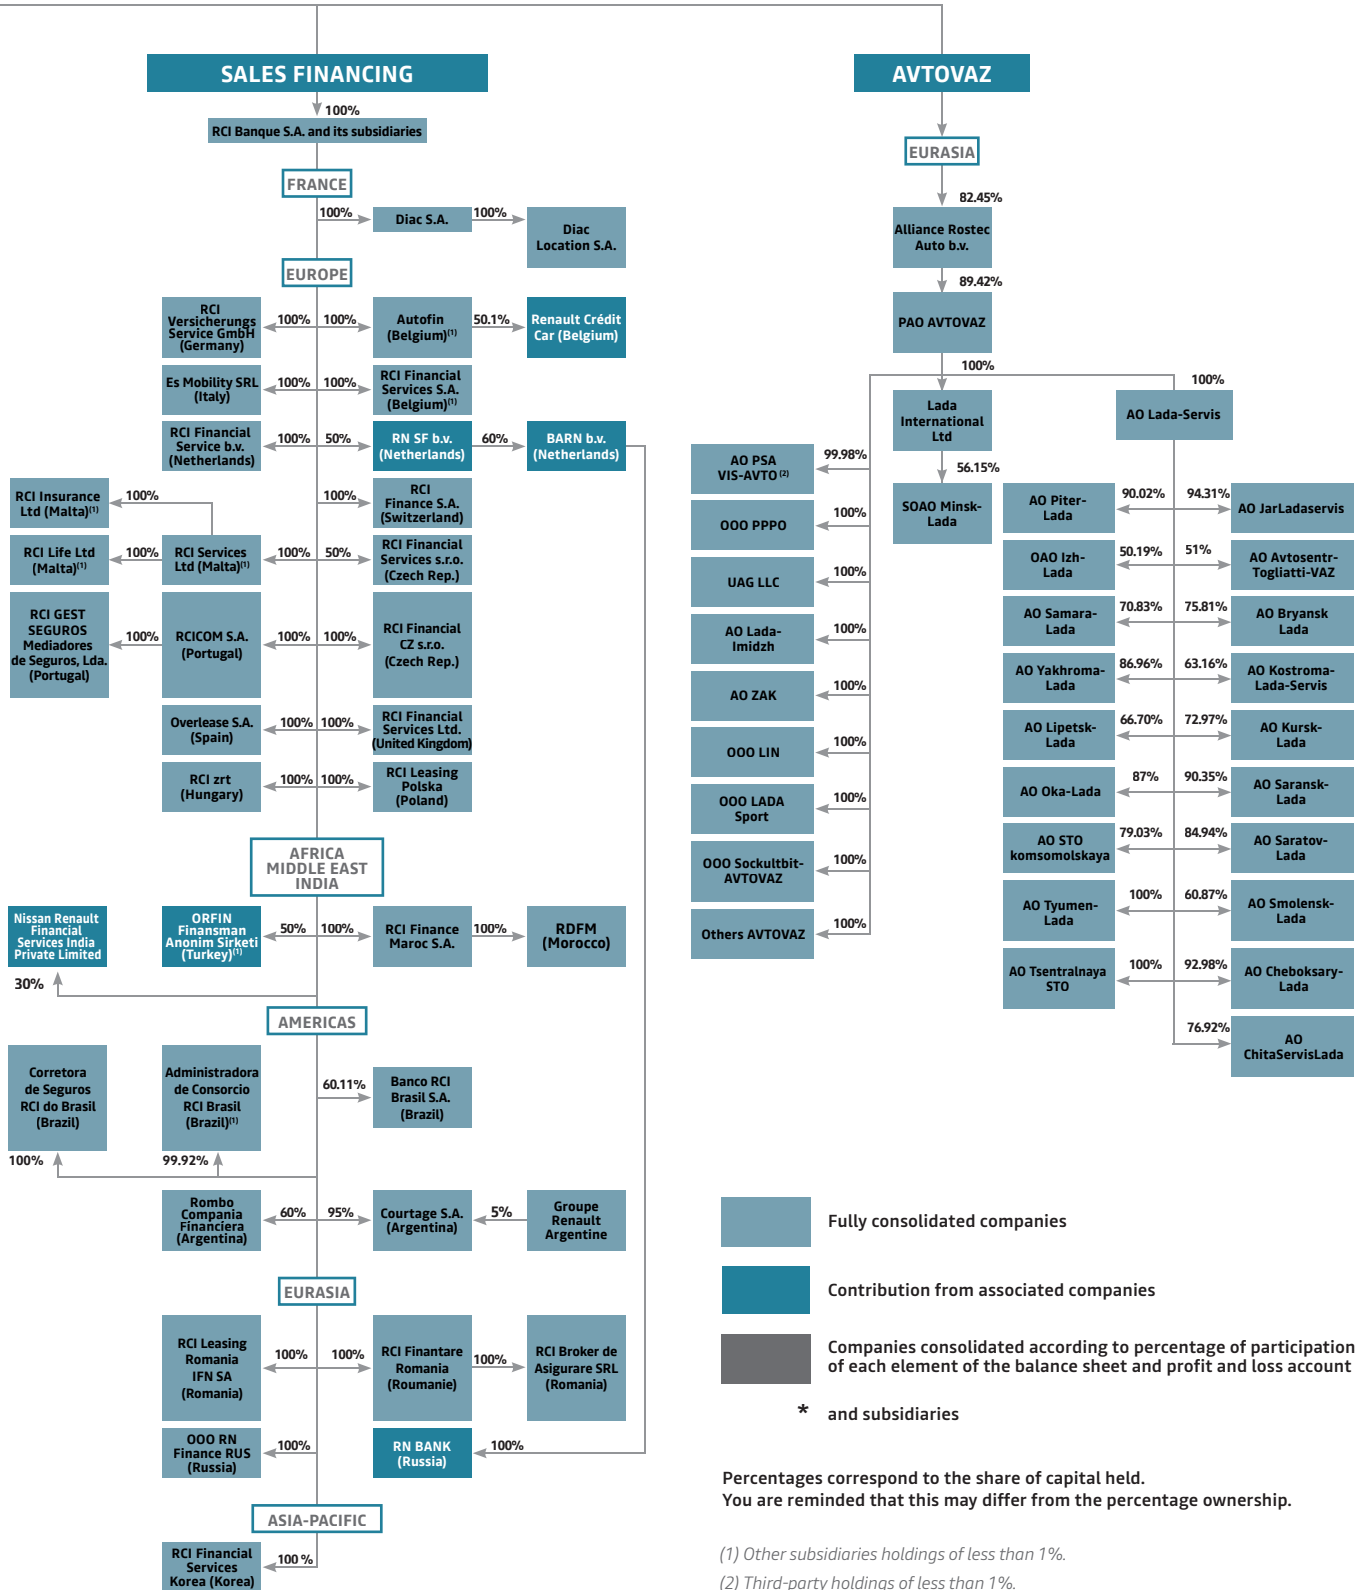 SALES FINANCING
100%
RCI Banque S.A. and its subsidiaries
FRANCE
100%
Diac S.A.
100%
Diac
Location S.A.
EUROPE
RCI
Versicherungs
Service GmbH
(Germany)
100%
100%
Autofin
(Belgium)(1)
50.1%
Renault Crédit
Car (Belgium)
Es Mobility SRL
(Italy)
100%
100%
RCI Financial
Services S.A.
(Belgium)(1)
RCI Financial
Service b.v.
(Netherlands)
100%
50%
RN SF b.v.
(Netherlands)
60%
BARN b.v.
(Netherlands)
RCI Insurance
Ltd (Malta)(1)
100%
100%
RCI
Finance S.A.
(Switzerland)
RCI Life Ltd
(Malta)(1)
100%
RCI Services
Ltd (Malta)(1)
100%
50%
RCI Financial
Services s.r.o.
(Czech Rep.)
RCI GEST
SEGUROS
Mediadores
de Seguros, Lda.
(Portugal)
100%
RCICOM S.A.
(Portugal)
100%
100%
RCI Financial
CZ s.r.o.
(Czech Rep.)
Overlease S.A.
(Spain)
100%
100%
RCI Financial
Services Ltd.
(United Kingdom)
RCI zrt
(Hungary)
100%
100%
RCI Leasing
Polska
(Poland)
AFRICA
MIDDLE EAST
INDIA
Nissan Renault
Financial
Services India
Private Limited
30%
ORFIN
Finansman
Anonim Sirketi
(Turkey)(1)
50%
100%
RCI Finance
Maroc S.A.
100%
RDFM
(Morocco)
AMERICAS
Corretora
de Seguros
RCI do Brasil
(Brazil)
100%
Administradora
de Consorcio
RCI Brasil
(Brazil)(1)
99.92%
60.11%
Banco RCI
Brasil S.A.
(Brazil)
Rombo
Compania
Financiera
(Argentina)
60%
95%
Courtage S.A.
(Argentina)
5%
Groupe
Renault
Argentine
EURASIA
RCI Leasing
Romania
IFN SA
(Romania)
100%
100%
RCI Finantare
Romania
(Roumanie)
100%
RCI Broker de
Asigurare SRL
(Romania)
OOO RN
Finance RUS
(Russia)
100%
RN BANK
(Russia)
100%
ASIA-PACIFIC
RCI Financial
Services
Korea (Korea)
100 %
AVTOVAZ
EURASIA
82.45%
Alliance Rostec
Auto b.v.
89.42%
PAO AVTOVAZ
100%
100%
Lada
International
Ltd
AO Lada-Servis
56.15%
SOAO Minsk-
Lada
AO PSA
VIS-AVTO (2)
99.98%
OOO PPPO
100%
UAG LLC
100%
AO Lada-
Imidzh
100%
AO ZAK
100%
OOO LIN
100%
OOO LADA
Sport
100%
OOO Sockultbit-
AVTOVAZ
100%
Others AVTOVAZ
100%
AO Piter-
Lada
90.02%
94.31%
AO JarLadaservis
OAO Izh-
Lada
50.19%
51%
AO Avtosentr-
Togliatti-VAZ
AO Samara-
Lada
70.83%
75.81%
AO Bryansk
Lada
AO Yakhroma-
Lada
86.96%
63.16%
AO Kostroma-
Lada-Servis
AO Lipetsk-
Lada
66.70%
72.97%
AO Kursk-
Lada
AO Oka-Lada
87%
90.35%
AO Saransk-
Lada
AO STO
komsomolskaya
79.03%
84.94%
AO Saratov-
Lada
AO Tyumen-
Lada
100%
60.87%
AO Smolensk-
Lada
AO Tsentralnaya
STO
100%
92.98%
AO Cheboksary-
Lada
76.92%
AO
ChitaServisLada
Fully consolidated companies
Contribution from associated companies
Companies consolidated according to percentage of participation
of each element of the balance sheet and profit and loss account
* and subsidiaries
Percentages correspond to the share of capital held.
You are reminded that this may differ from the percentage ownership.
(1) Other subsidiaries holdings of less than 1%.
(2) Third-party holdings of less than 1%.